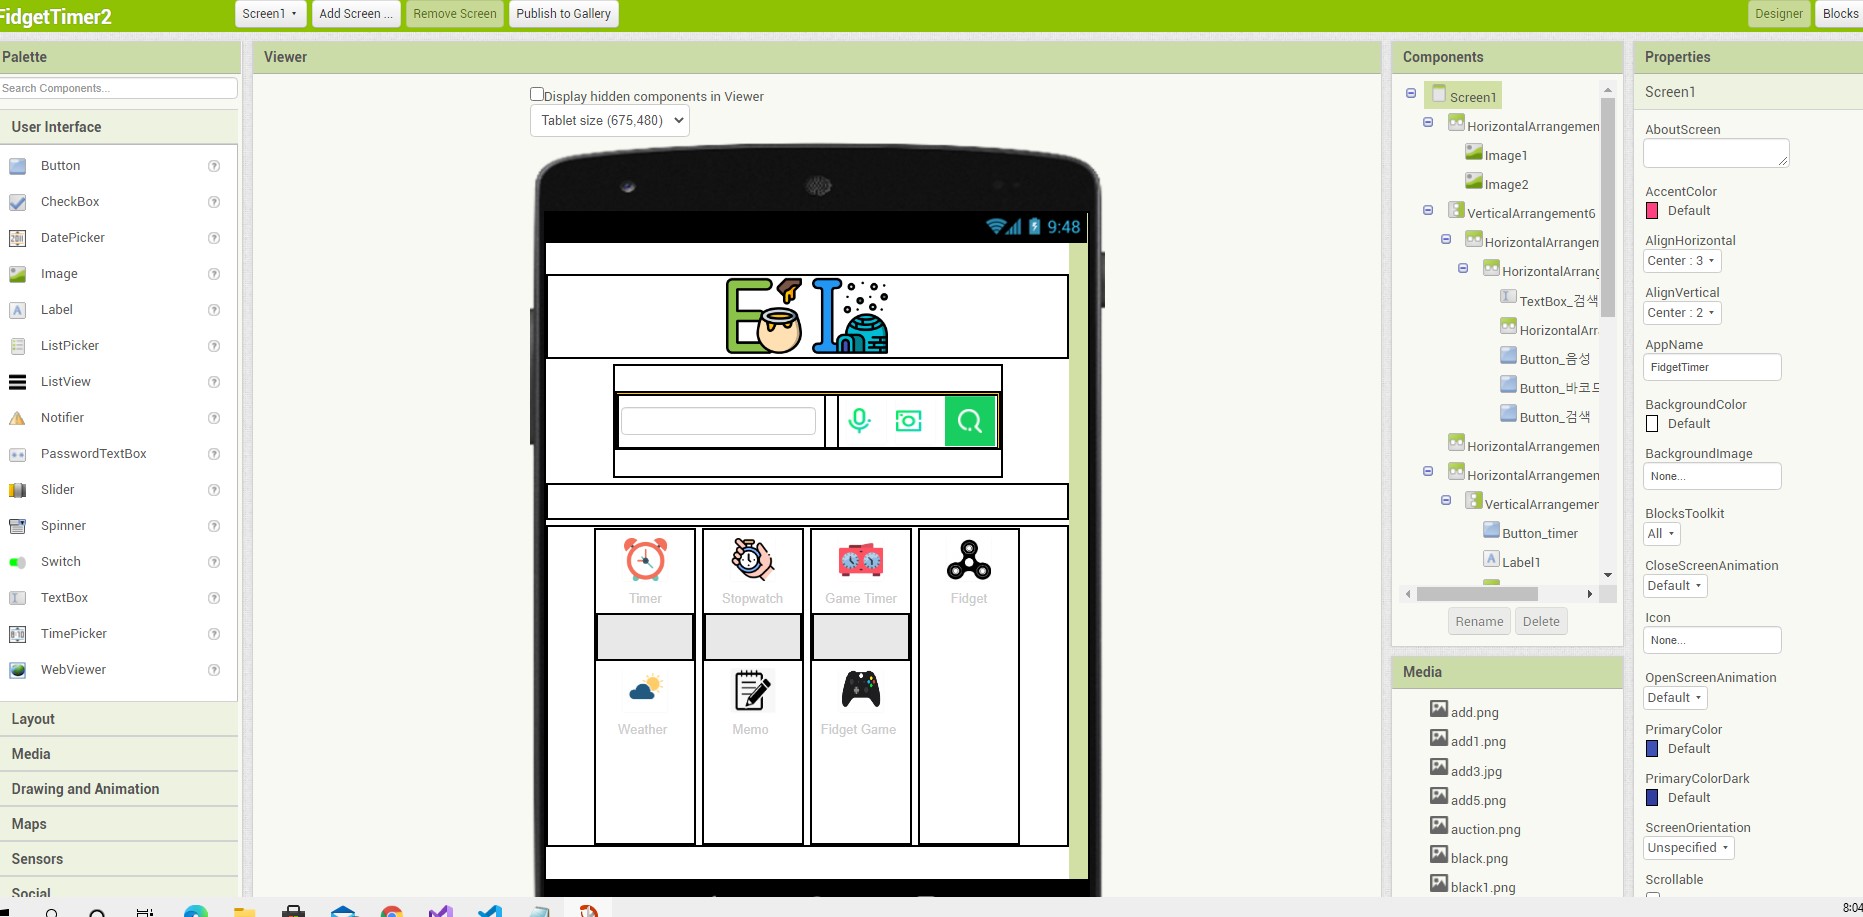 FidgetTimer2
Screen1
Add Screen ...
Remove Screen
Publish to Gallery
Designer
Blocks
Palette
Search Components...
User Interface
Button
CheckBox
DatePicker
Image
Label
ListPicker
ListView
Notifier
PasswordTextBox
Slider
Spinner
Switch
TextBox
TimePicker
WebViewer
Layout
Media
Drawing and Animation
Maps
Sensors
Social
Viewer
Display hidden components in Viewer
Tablet size (675,480)
9:48
Timer
Stopwatch
Game Timer
Fidget
Weather
Memo
Fidget Game
Components
Screen1
HorizontalArrangemen
Image1
Image2
VerticalArrangement6
HorizontalArrangen
HorizontalArrang
TextBox_검색
HorizontalArr
Button_음성
Button_바코드
Button_검색
HorizontalArrangemen
HorizontalArrangemen
VerticalArrangemer
Button_timer
Label1
Rename
Delete
Media
add.png
add1.png
add3.jpg
add5.png
auction.png
black.png
black1.png
Properties
Screen1
AboutScreen
AccentColor
Default
AlignHorizontal
Center : 3
AlignVertical
Center : 2
AppName
FidgetTimer
BackgroundColor
Default
BackgroundImage
None...
BlocksToolkit
All
CloseScreenAnimation
Default
Icon
None...
OpenScreenAnimation
Default
PrimaryColor
Default
PrimaryColorDark
Default
ScreenOrientation
Unspecified
Scrollable
8:04